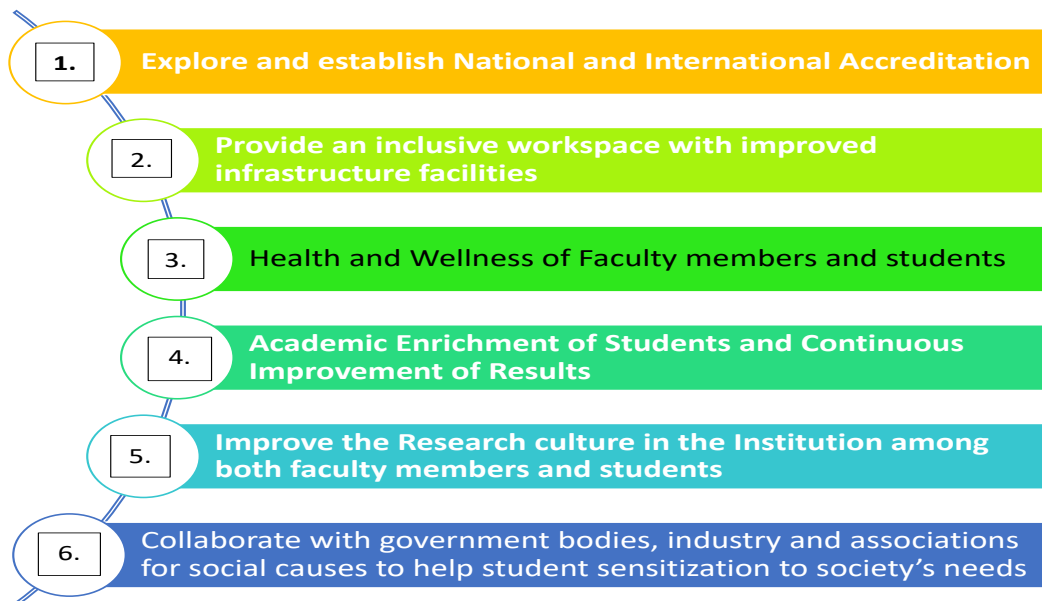 1.
Explore and establish National and International Accreditation
2.
Provide an inclusive workspace with improved
infrastructure facilities
3.
Health and Wellness of Faculty members and students
4.
Academic Enrichment of Students and Continuous
Improvement of Results
5.
Improve the Research culture in the Institution among
both faculty members and students
6.
Collaborate with government bodies, industry and associations
for social causes to help student sensitization to society’s needs